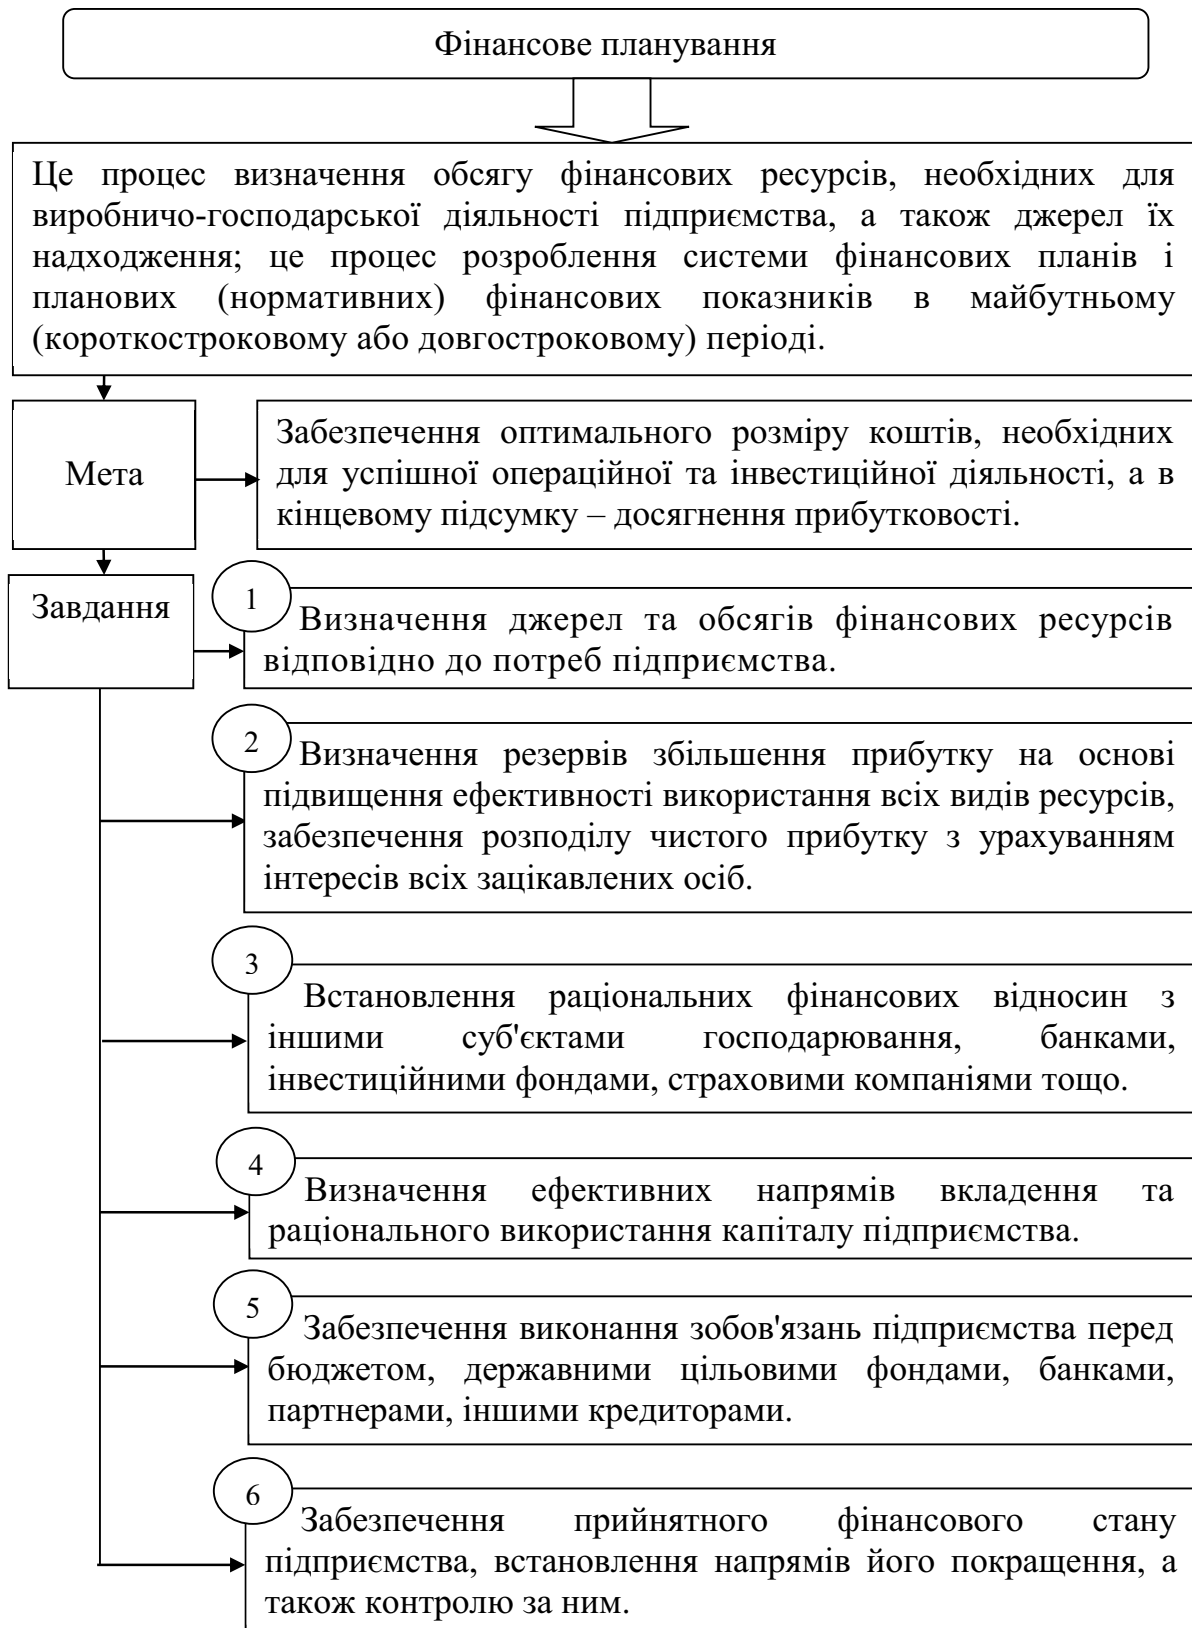 Фінансове планування
Це процес визначення обсягу фінансових ресурсів, необхідних для
виробничо-господарської діяльності підприємства, а також джерел їх
надходження; це процес розроблення системи фінансових планів і
планових (нормативних) фінансових показників в майбутньому
(короткостроковому або довгостроковому) періоді.
Мета
Забезпечення оптимального розміру коштів, необхідних
для успішної операційної та інвестиційної діяльності, а в
кінцевому підсумку – досягнення прибутковості.
Завдання
1
Визначення джерел та обсягів фінансових ресурсів
відповідно до потреб підприємства.
2
Визначення резервів збільшення прибутку на основі
підвищення ефективності використання всіх видів ресурсів,
забезпечення розподілу чистого прибутку з урахуванням
інтересів всіх зацікавлених осіб.
3
Встановлення раціональних фінансових відносин з
іншими суб'єктами господарювання, банками,
інвестиційними фондами, страховими компаніями тощо.
4
Визначення ефективних напрямів вкладення та
раціонального використання капіталу підприємства.
5
Забезпечення виконання зобов'язань підприємства перед
бюджетом, державними цільовими фондами, банками,
партнерами, іншими кредиторами.
6
Забезпечення прийнятного фінансового стану
підприємства, встановлення напрямів його покращення, а
також контролю за ним.